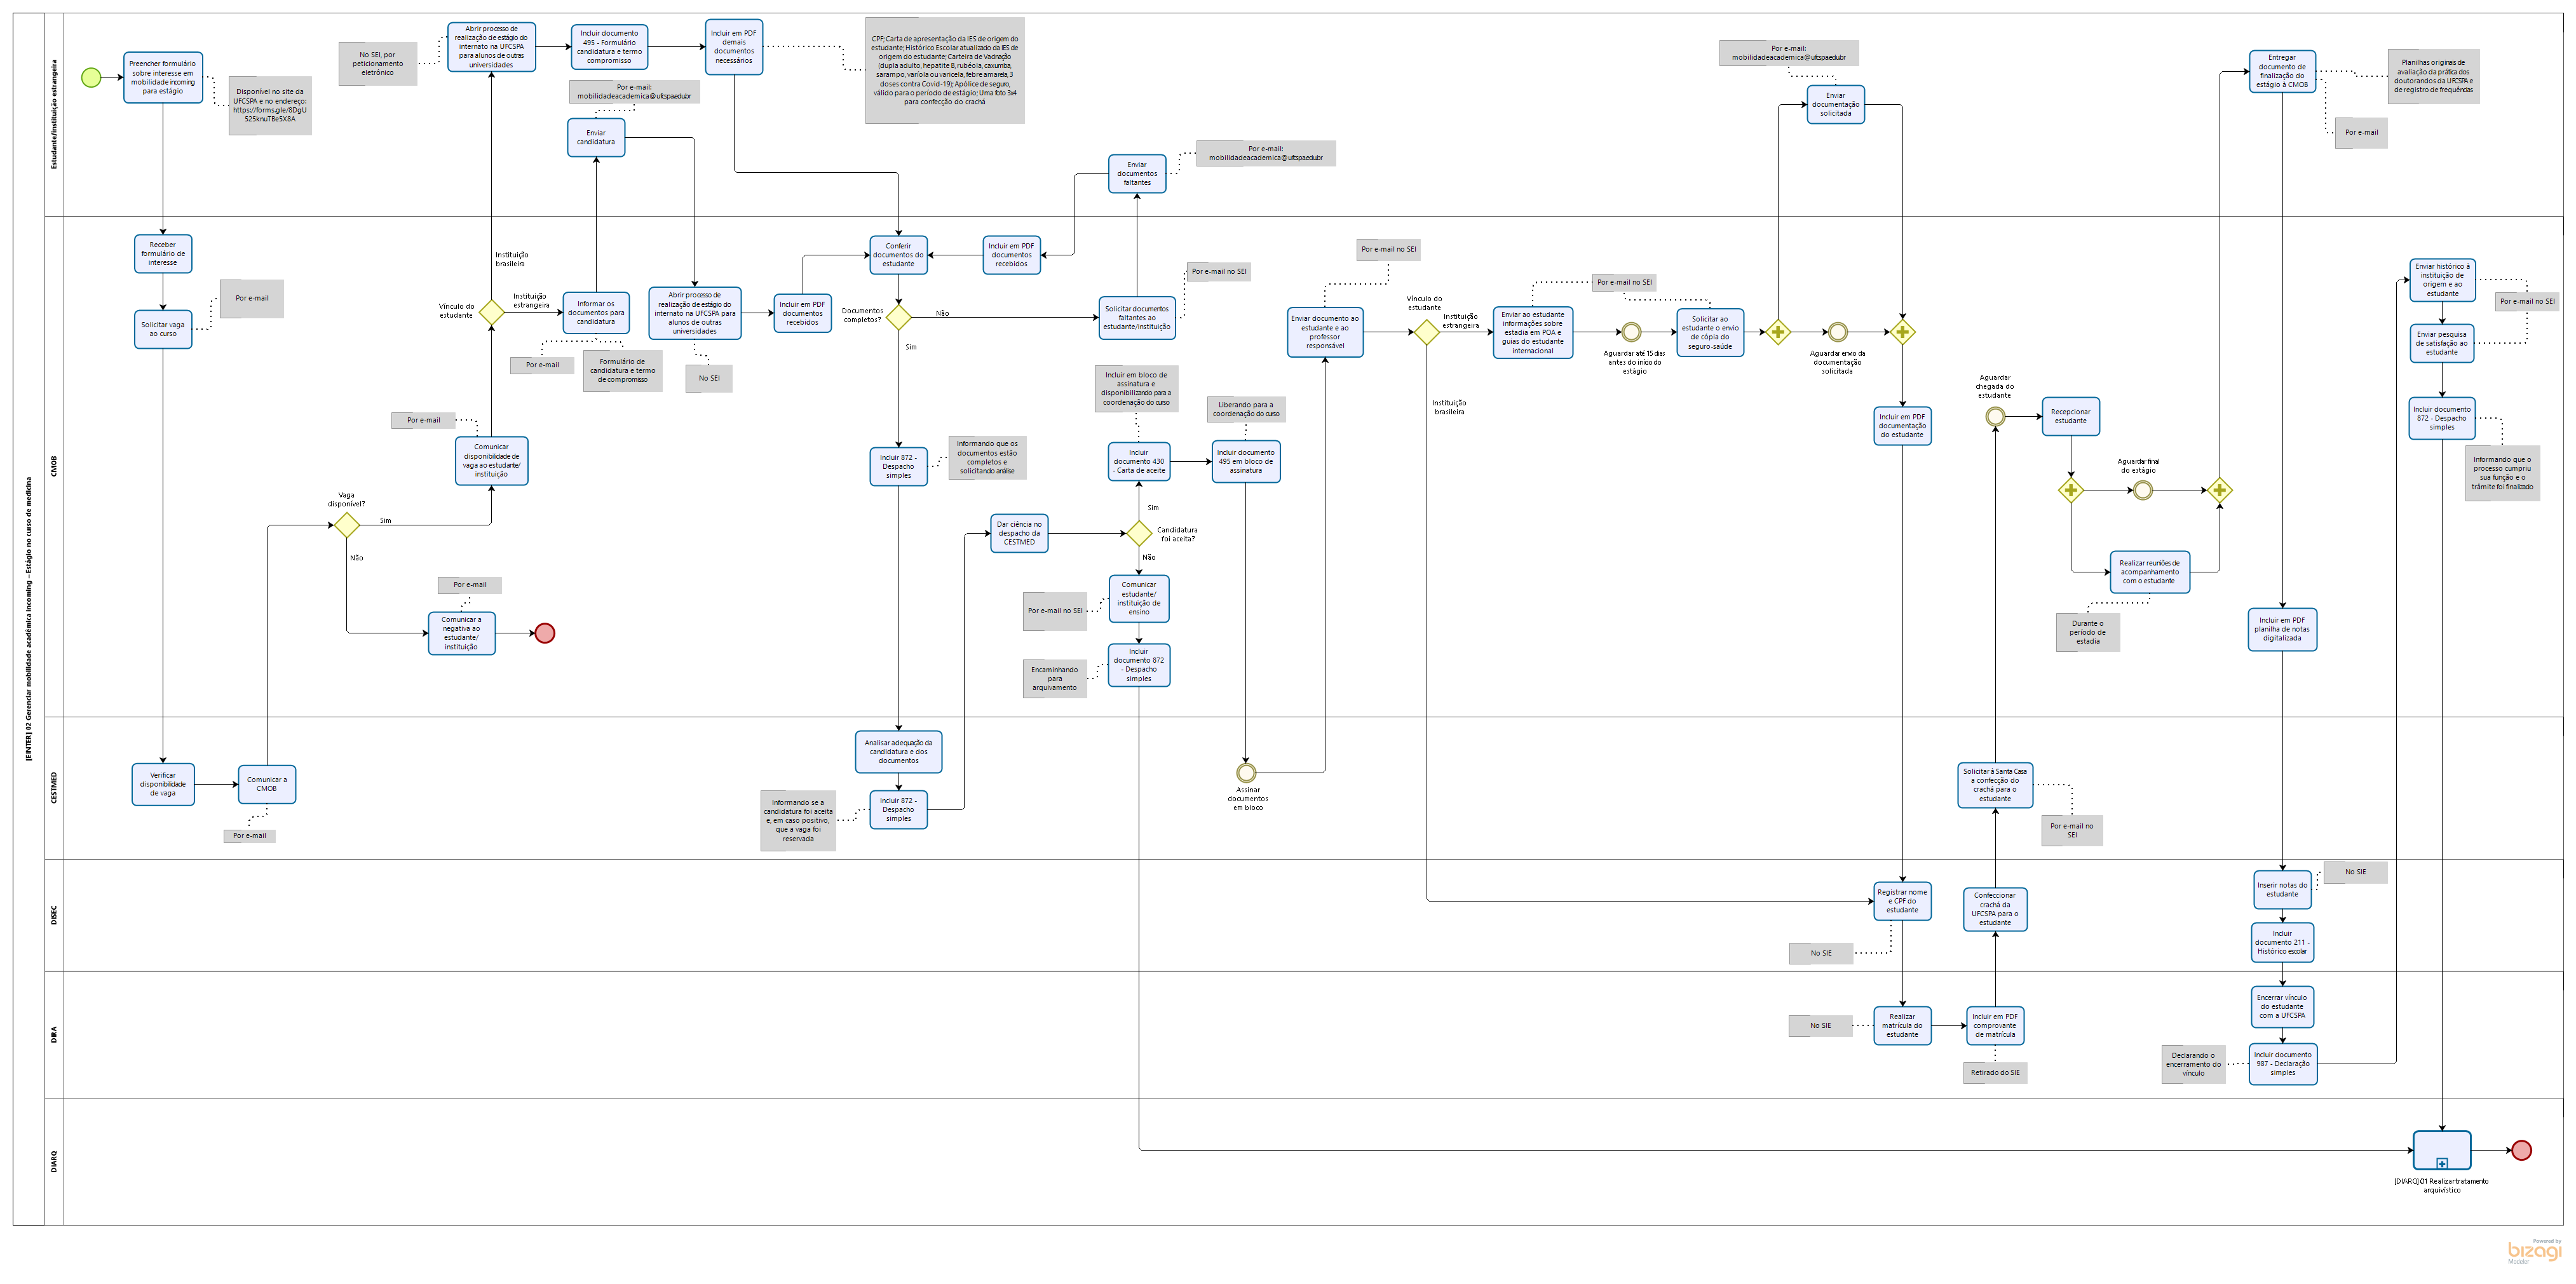 [EINTER] 02 Gerenciar mobilidade acadêmica incoming – Estágio no curso de medicina
Estudante/Instituição estrangeira
Preencher formulário
sobre interesse em
mobilidade incoming
para estágio
Disponível no site da
UFCSPA e no endereço:
No SEI, por
peticionamento
eletrônico
Abrir processo de
realização de estágio do
internato na UFCSPA
para alunos de outras
universidades
Incluir documento
495 - Formulário
candidatura e termo
compromisso
Incluir em PDF
demais
documentos
necessários
CPF; Carta de apresentação da IES de origem do
estudante; Histórico Escolar atualizado da IES de
origem do estudante; Carteira de Vacinação
(dupla adulto, hepatite B, rubéola, caxumba,
sarampo, varíola ou varicela, febre amarela, 3
doses contra Covid-19); Apólice de seguro,
válido para o período de estágio; Uma foto 3x4
para confecção do crachá
Por e-mail:
mobilidadeacademica@ufcspa.edu.br
Enviar
candidatura
Enviar
documentos
faltantes
Por e-mail:
mobilidadeacademica@ufcspa.edu.br
Por e-mail:
mobilidadeacademica@ufcspa.edu.br
Enviar
documentação
solicitada
Entregar
documento de
finalização do
estágio à CMOB
Planilhas originais de
avaliação da prática dos
doutorandos da UFCSPA e
de registro de frequências
Por e-mail
CMOB
Receber
formulário de
interesse
Solicitar vaga
ao curso
Por e-mail
Vaga
disponível?
Sim
Não
Comunicar a
negativa ao
estudante/
instituição
Por e-mail
Comunicar
disponibilidade de
vaga ao estudante/
instituição
Por e-mail
Vínculo do
estudante
Instituição
brasileira
Instituição
estrangeira
Informar os
documentos para
candidatura
Por e-mail
Formulário de
candidatura e termo
de compromisso
Abrir processo de
realização de estágio do
internato na UFCSPA para
alunos de outras
universidades
No SEI
Incluir em PDF
documentos
recebidos
Conferir
documentos do
estudante
Incluir em PDF
documentos
recebidos
Documentos
completos?
Não
Sim
Solicitar documentos
faltantes ao
estudante/instituição
Por e-mail no SEI
Incluir 872 -
Despacho
simples
Informando que os
documentos estão
completos e
solicitando análise
Dar ciência no
despacho da
CESTMED
Candidatura
foi aceita?
Sim
Não
Incluir
documento 430
- Carta de aceite
Incluir em bloco de
assinatura e
disponibilizando para a
coordenação do curso
Incluir documento
495 em bloco de
assinatura
Liberando para a
coordenação do curso
Comunicar
estudante/
instituição de
ensino
Por e-mail no SEI
Incluir
documento 872
- Despacho
simples
Encaminhando
para
arquivamento
Enviar documento ao
estudante e ao
professor
responsável
Por e-mail no SEI
Vínculo do
estudante
Instituição
estrangeira
Instituição
brasileira
Enviar ao estudante
informações sobre
estadia em POA e
guias do estudante
internacional
Por e-mail no SEI
Aguardar até 15 dias
antes do início do
estágio
Solicitar ao
estudante o envio
de cópia do
seguro-saúde
Aguardar envio da
documentação
solicitada
Incluir em PDF
documentação
do estudante
Aguardar
chegada do
estudante
Recepcionar
estudante
Aguardar final
do estágio
Realizar reuniões de
acompanhamento
com o estudante
Durante o
período de
estadia
Incluir em PDF
planilha de notas
digitalizada
Enviar histórico à
instituição de
origem e ao
estudante
Por e-mail no SEI
Enviar pesquisa
de satisfação ao
estudante
Incluir documento
872 - Despacho
simples
Informando que o
processo cumpriu
sua função e o
trâmite foi finalizado
CESTMED
Verificar
disponibilidade
de vaga
Comunicar a
CMOB
Por e-mail
Analisar adequação da
candidatura e dos
documentos
Incluir 872 -
Despacho
simples
Informando se a
candidatura foi aceita
e, em caso positivo,
que a vaga foi
reservada
Assinar
documentos
em bloco
Solicitar à Santa Casa
a confecção do
crachá para o
estudante
Por e-mail no
SEI
DISEC
Registrar nome
e CPF do
estudante
No SIE
Confeccionar
crachá da
UFCSPA para o
estudante
Inserir notas do
estudante
No SIE
Incluir
documento 211 -
Histórico escolar
DIRA
Realizar
matrícula do
estudante
No SIE
Incluir em PDF
comprovante
de matrícula
Retirado do SIE
Encerrar vínculo
do estudante
com a UFCSPA
Incluir documento
987 - Declaração
simples
Declarando o
encerramento do
vínculo
DIARQ
[DIARQ] 01 Realizar tratamento
arquivístico
Powered by
bizagi
Modeler